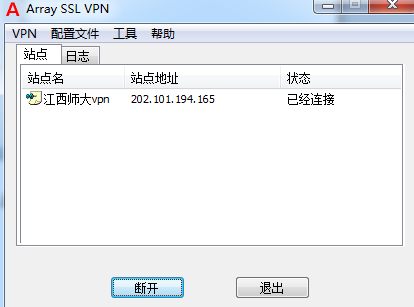 Array SSL VPN
VPN 配置文件 工具 帮助
站点 日志
站点名 站点地址 状态
江西师大vpn 202.101.194.165 已经连接
断开 退出